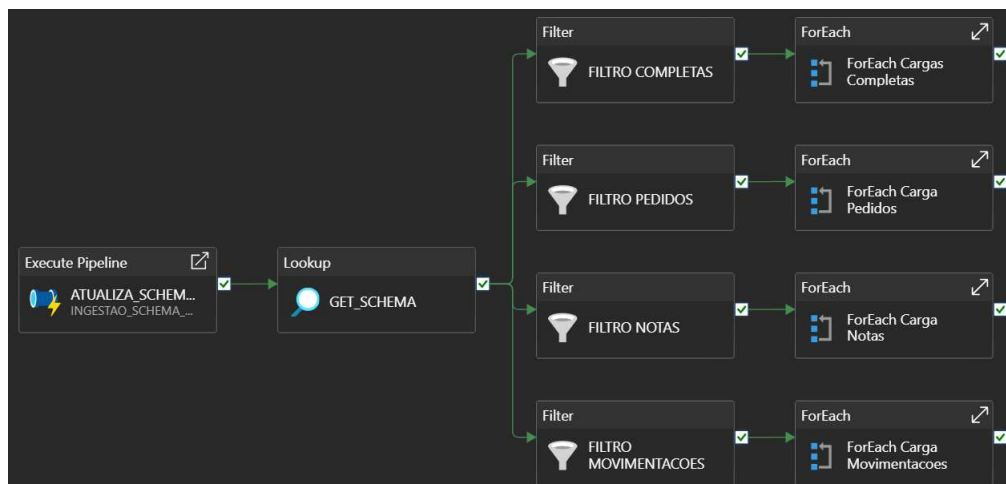 Filter
FILTRO COMPLETAS
ForEach
ForEach Cargas
Completas
Filter
FILTRO PEDIDOS
ForEach
ForEach Carga
Pedidos
Execute Pipeline
ATUALIZA_SCHEM...
INGESTAO_SCHEMA_...
Lookup
GET_SCHEMA
Filter
FILTRO NOTAS
ForEach
ForEach Carga
Notas
Filter
FILTRO
MOVIMENTACOES
ForEach
ForEach Carga
Movimentacoes